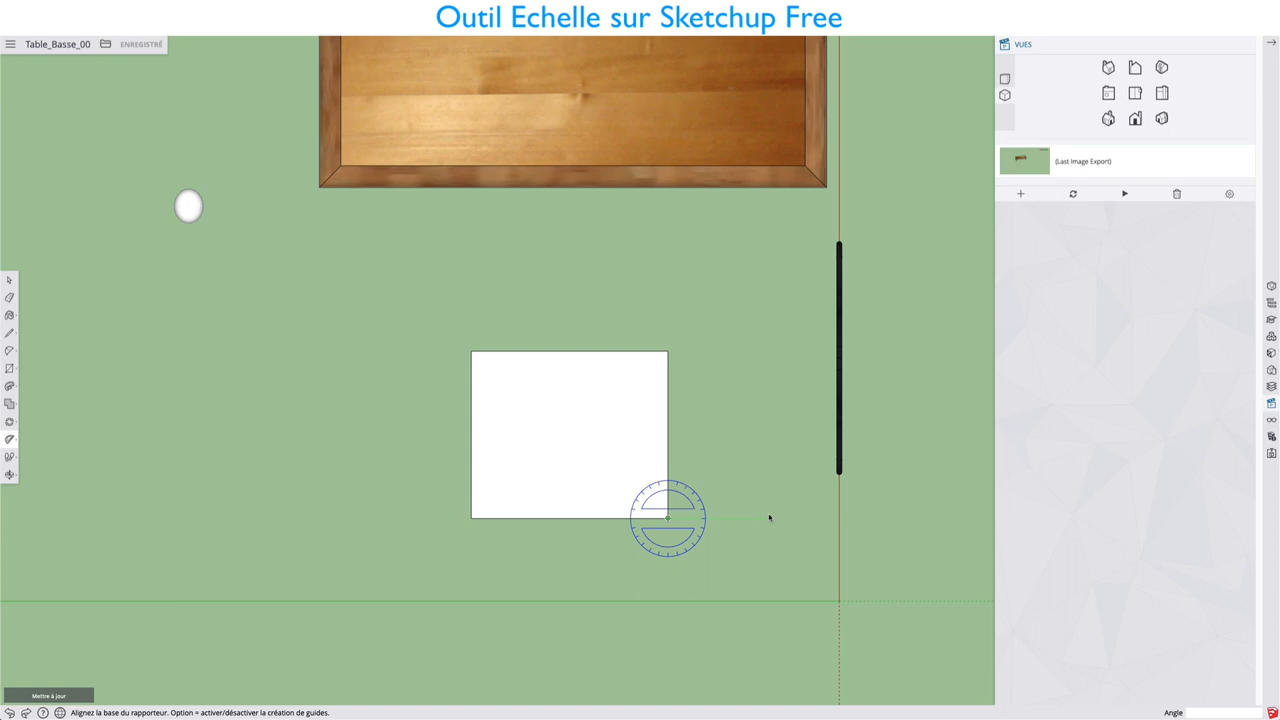 Outil Echelle sur Sketchup Free
Table_Basse_00 ENREGISTRÉ
VUES
(Last Image Export)
Mettre à jour
Alignez la base du rapporteur. Option = activer/désactiver la création de guides.
Angle